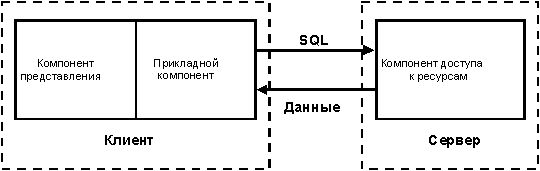 Компонент
представления
Прикладной
компонент
SQL
Данные
Компонент доступа
к ресурсам
Клиент
Сервер